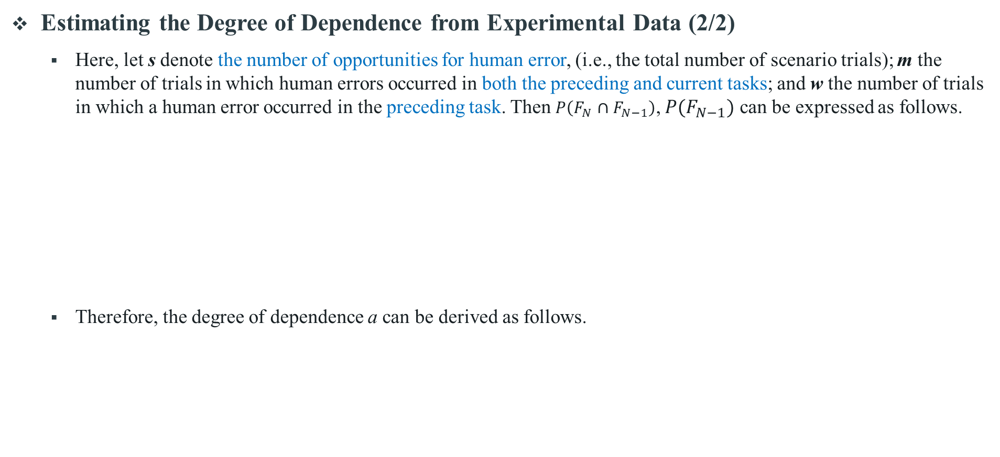 ❖ Estimating the Degree of Dependence from Experimental Data (2/2)
▪ Here, let s denote the number of opportunities for human error, (i.e., the total number of scenario trials); m the
number of trials in which human errors occurred in both the preceding and current tasks; and w the number of trials
in which a human error occurred in the preceding task. Then P(F_N ∩ F_{N−1}), P(F_{N−1}) can be expressed as follows.
▪ Therefore, the degree of dependence a can be derived as follows.